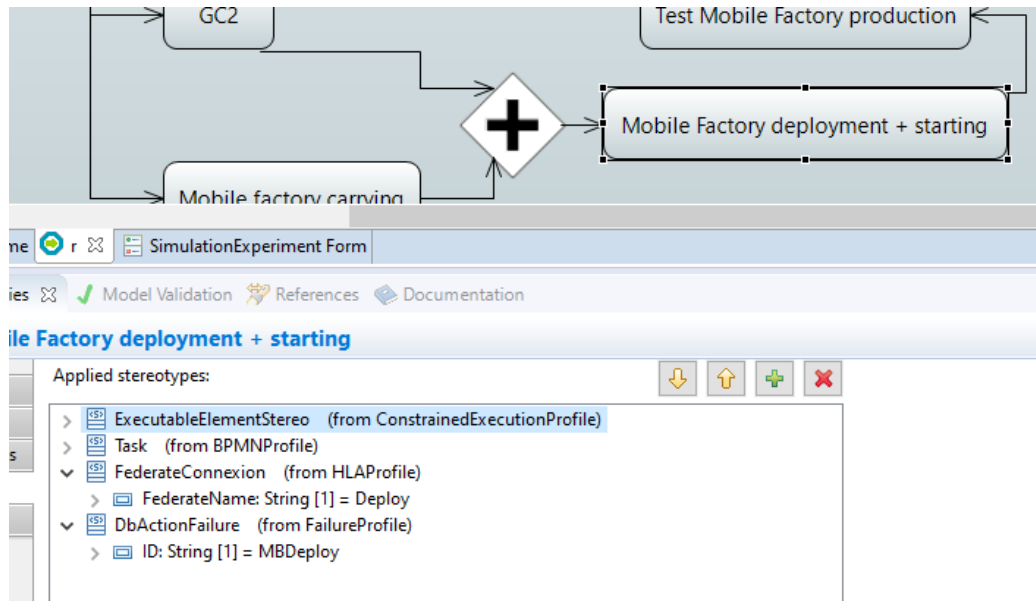 GC2
Test Mobile Factory production
Mobile Factory deployment + starting
Mobile factory carrying
me r SimulationExperiment Form
ies Model Validation References Documentation
ile Factory deployment + starting
Applied stereotypes:
ExecutableElementStereo (from ConstrainedExecutionProfile)
Task (from BPMNProfile)
s
FederateConnexion (from HLAProfile)
FederateName: String [1] = Deploy
DbActionFailure (from FailureProfile)
ID: String [1] = MBDeploy